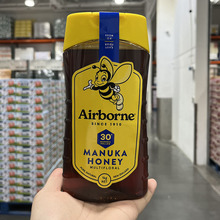 Airborne
SINCE 1910
30+
MANUKA
HONEY
MULTIFLORAL